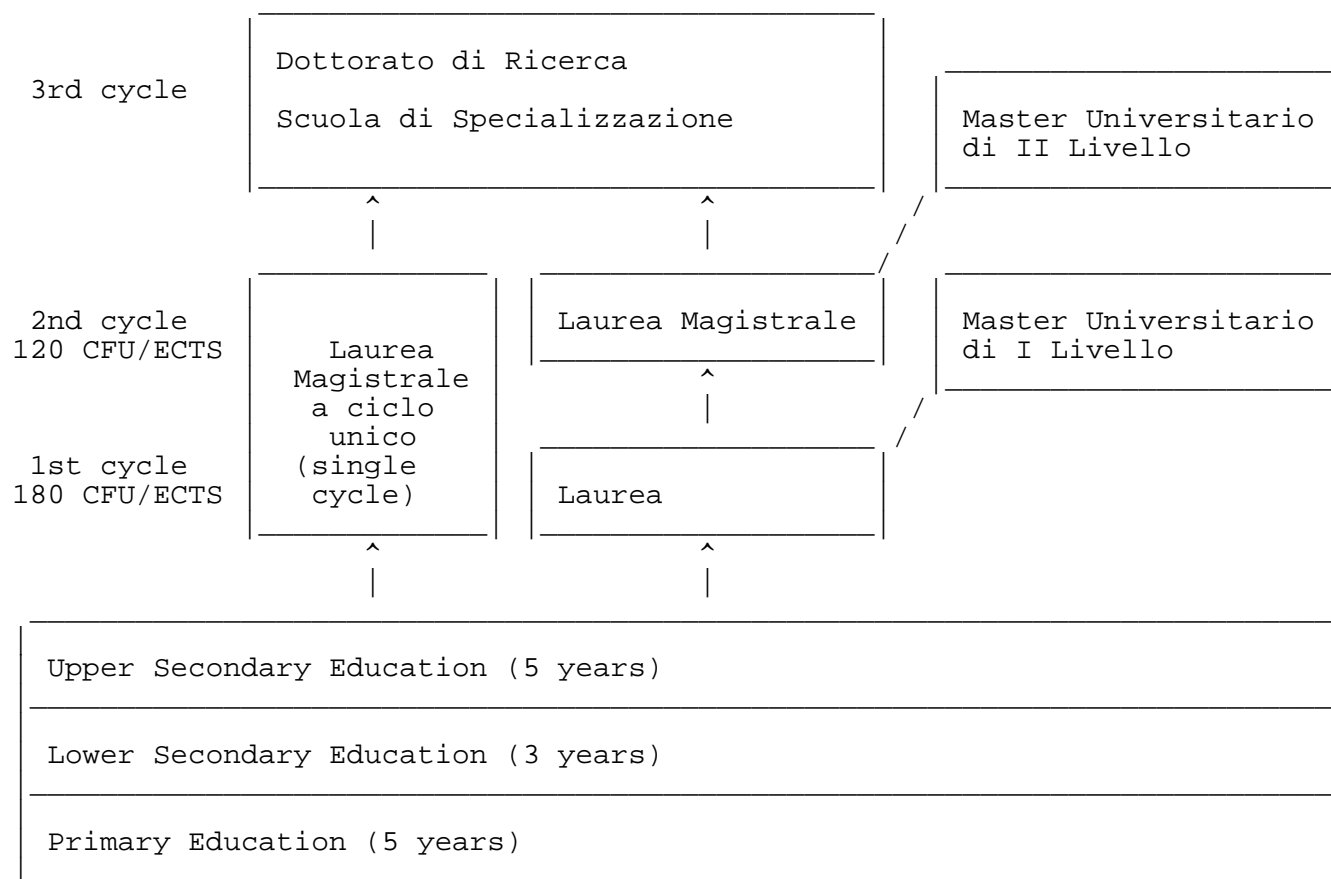 Dottorato di Ricerca
3rd cycle
Scuola di Specializzazione
Master Universitario
di II Livello
2nd cycle
120 CFU/ECTS
Laurea
Magistrale
a ciclo
unico
(single
cycle)
Laurea Magistrale
Master Universitario
di I Livello
1st cycle
180 CFU/ECTS
Laurea
Upper Secondary Education (5 years)
Lower Secondary Education (3 years)
Primary Education (5 years)